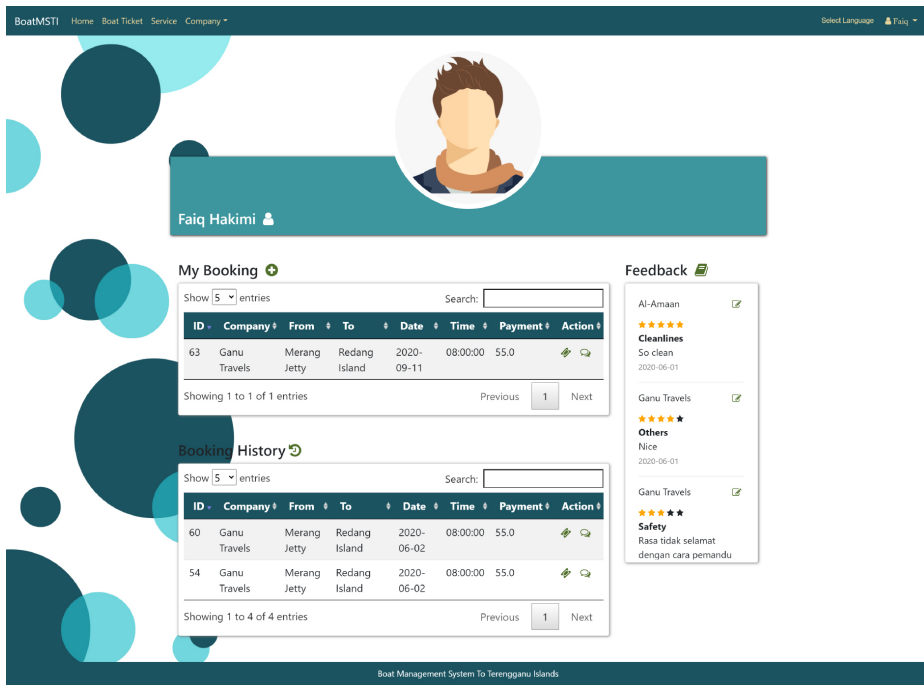 BoatMSTI Home Boat Ticket Service Company Select Language Faiq
Faiq Hakimi
My Booking
Show 5 entries Search:
ID Company From To Date Time Payment Action
63 Ganu Merang Redang 2020- 08:00:00 55.0
Travels Jetty Island 09-11
Showing 1 to 1 of 1 entries Previous 1 Next
Booking History
Show 5 entries Search:
ID Company From To Date Time Payment Action
60 Ganu Merang Redang 2020- 08:00:00 55.0
Travels Jetty Island 06-02
54 Ganu Merang Redang 2020- 08:00:00 55.0
Travels Jetty Island 06-02
Showing 1 to 4 of 4 entries Previous 1 Next
Feedback
Al-Amaan
Cleanlines
So clean
2020-06-01
Ganu Travels
Others
Nice
2020-06-01
Ganu Travels
Safety
Rasa tidak selamat
dengan cara pemandu
Boat Management System To Terengganu Islands